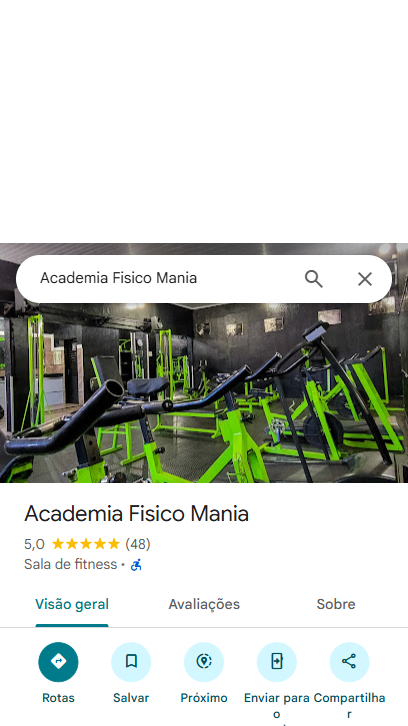 Academia Fisico Mania
Academia Fisico Mania
5,0 (48)
Sala de fitness ·
Visão geral Avaliações Sobre
Rotas Salvar Próximo Enviar para o Compartilhar